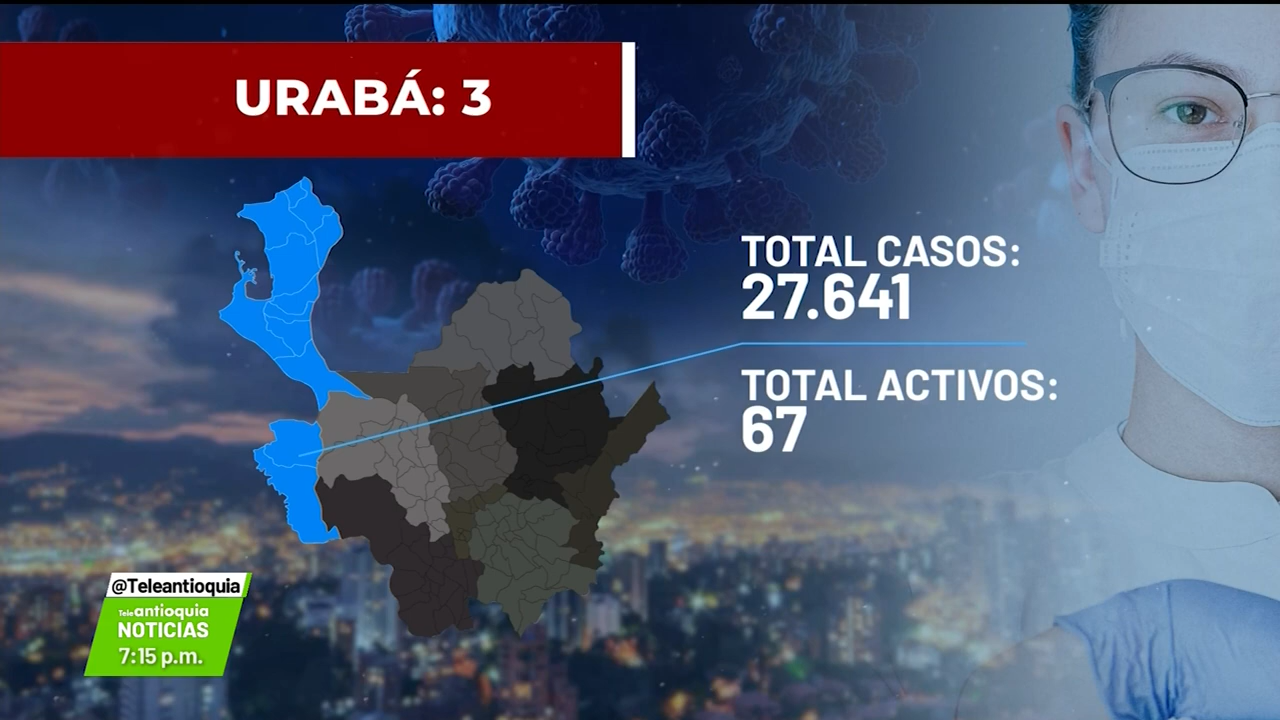 URABÁ: 3
TOTAL CASOS:
27.641
TOTAL ACTIVOS:
67
@Teleantioquia
Teleantioquia
NOTICIAS
7:15 p.m.